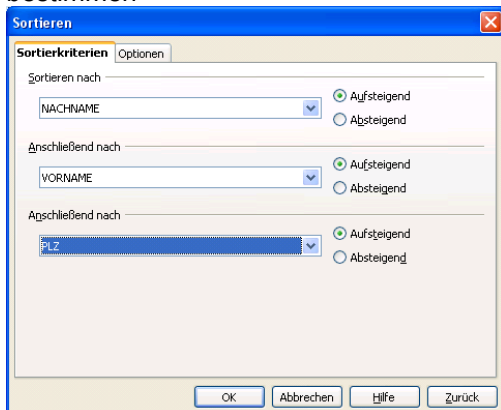 bestimmen
Sortieren
Sortierkriterien Optionen
Sortieren nach
NACHNAME
Aufsteigend
Absteigend
Anschließend nach
VORNAME
Aufsteigend
Absteigend
Anschließend nach
PLZ
Aufsteigend
Absteigend
OK Abbrechen Hilfe Zurück